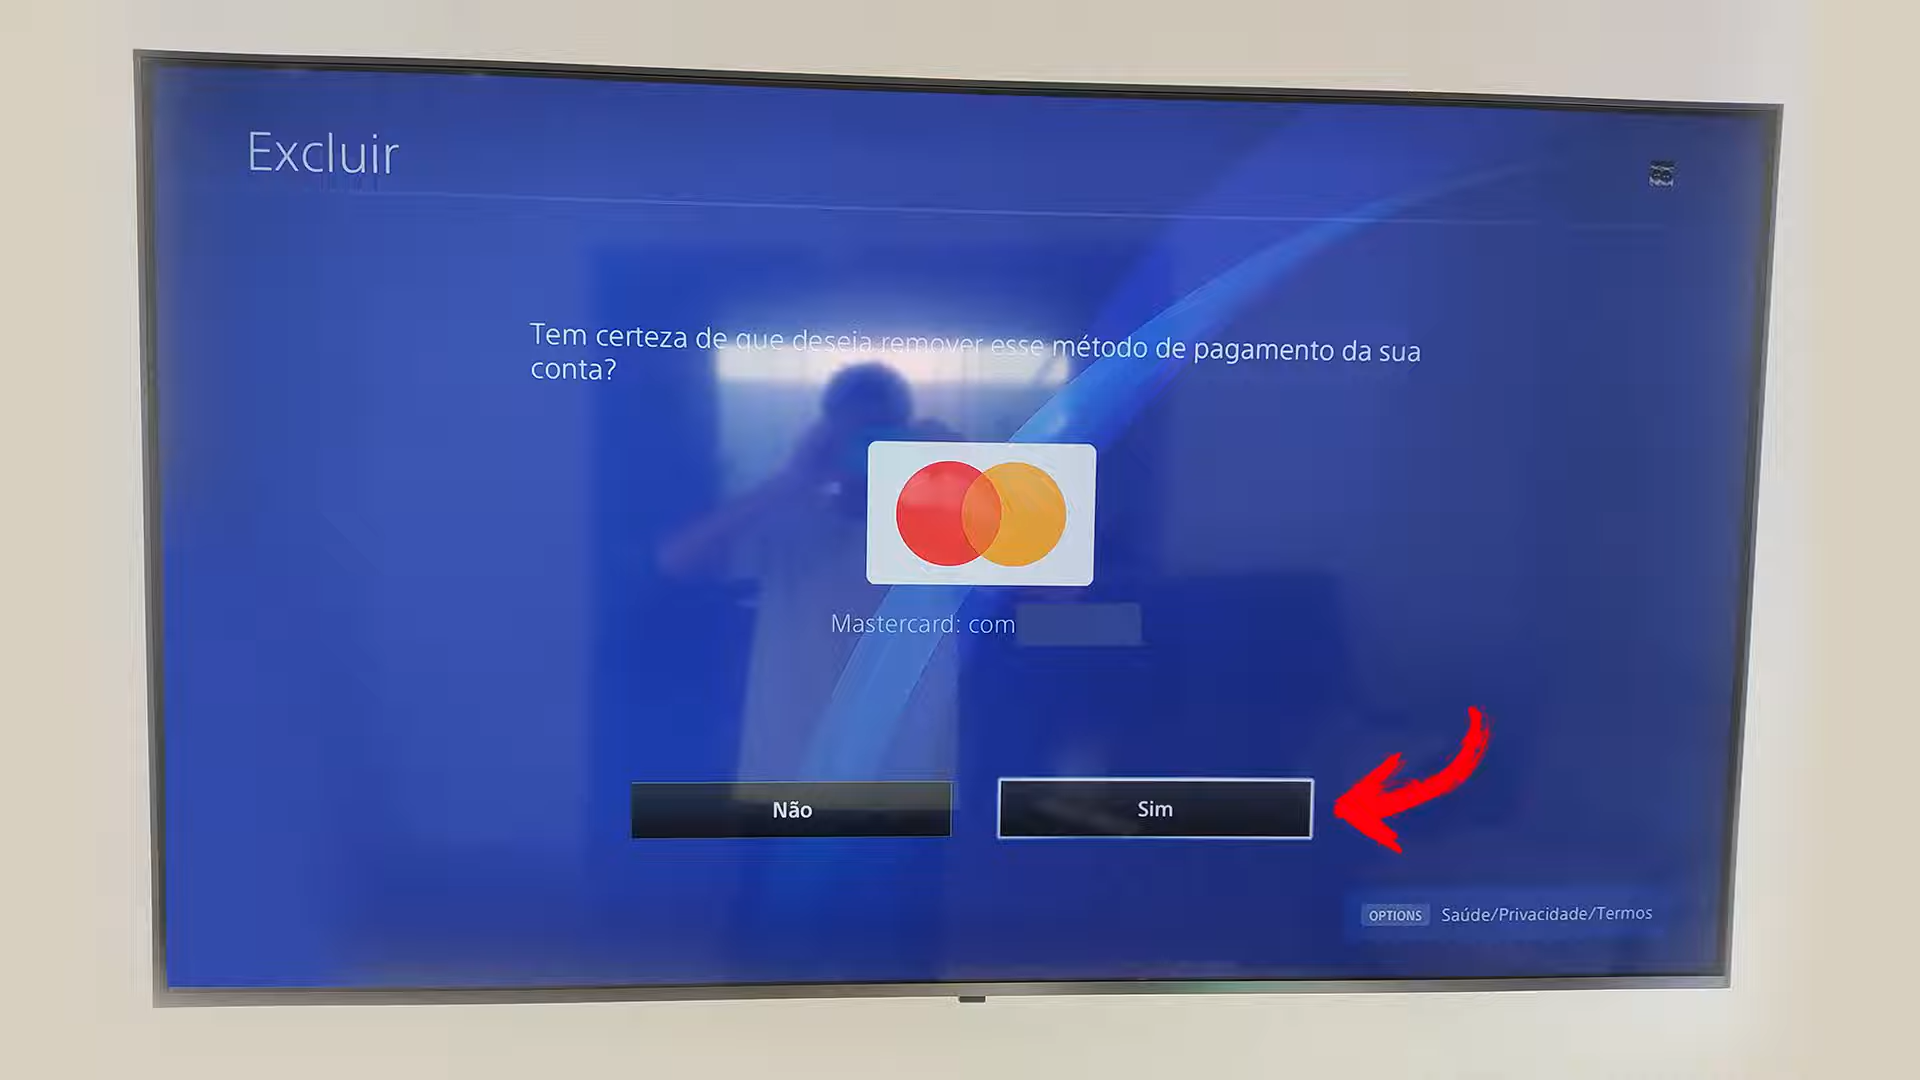 Excluir
Tem certeza de que deseja remover esse método de pagamento da sua
conta?
Mastercard: com
Não
Sim
OPTIONS Saúde/Privacidade/Termos